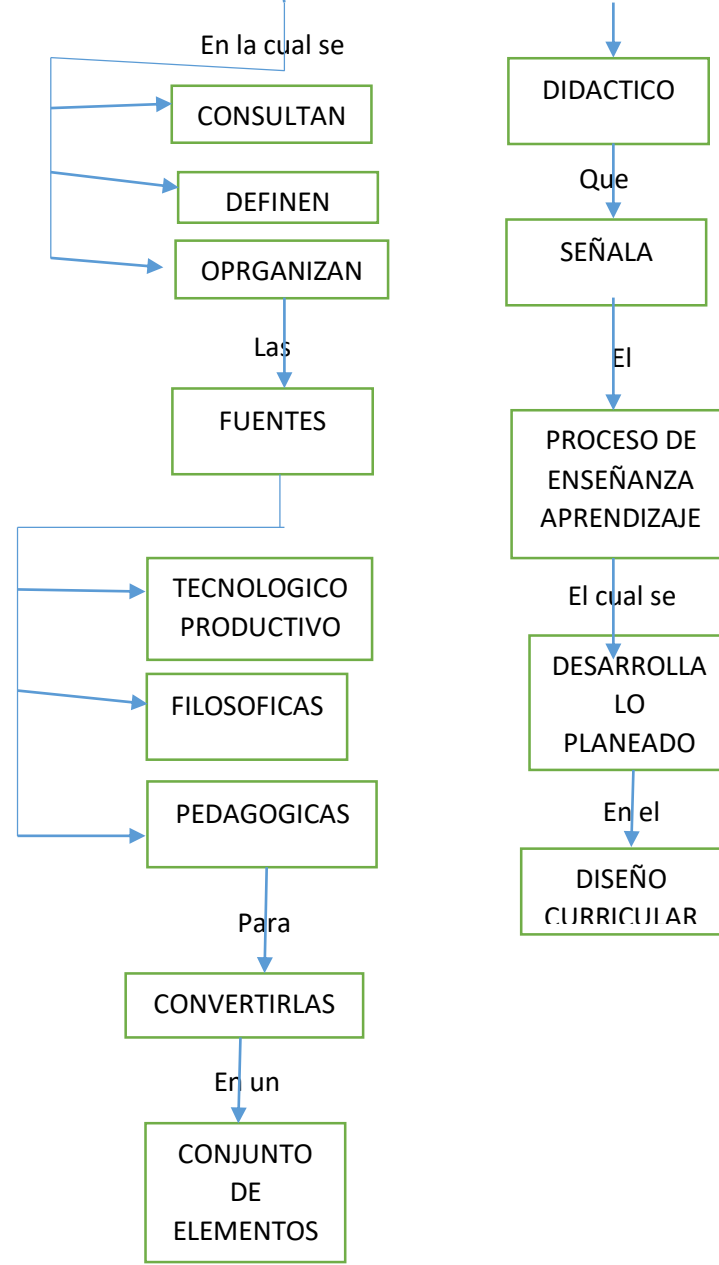 En la cual se
CONSULTAN
DEFINEN
OPRGANIZAN
Las
FUENTES
TECNOLOGICO
PRODUCTIVO
FILOSOFICAS
PEDAGOGICAS
Para
CONVERTIRLAS
En un
CONJUNTO
DE
ELEMENTOS
DIDACTICO
Que
SEÑALA
El
PROCESO DE
ENSEÑANZA
APRENDIZAJE
El cual se
DESARROLLA
LO
PLANEADO
En el
DISEÑO
CURRICULAR